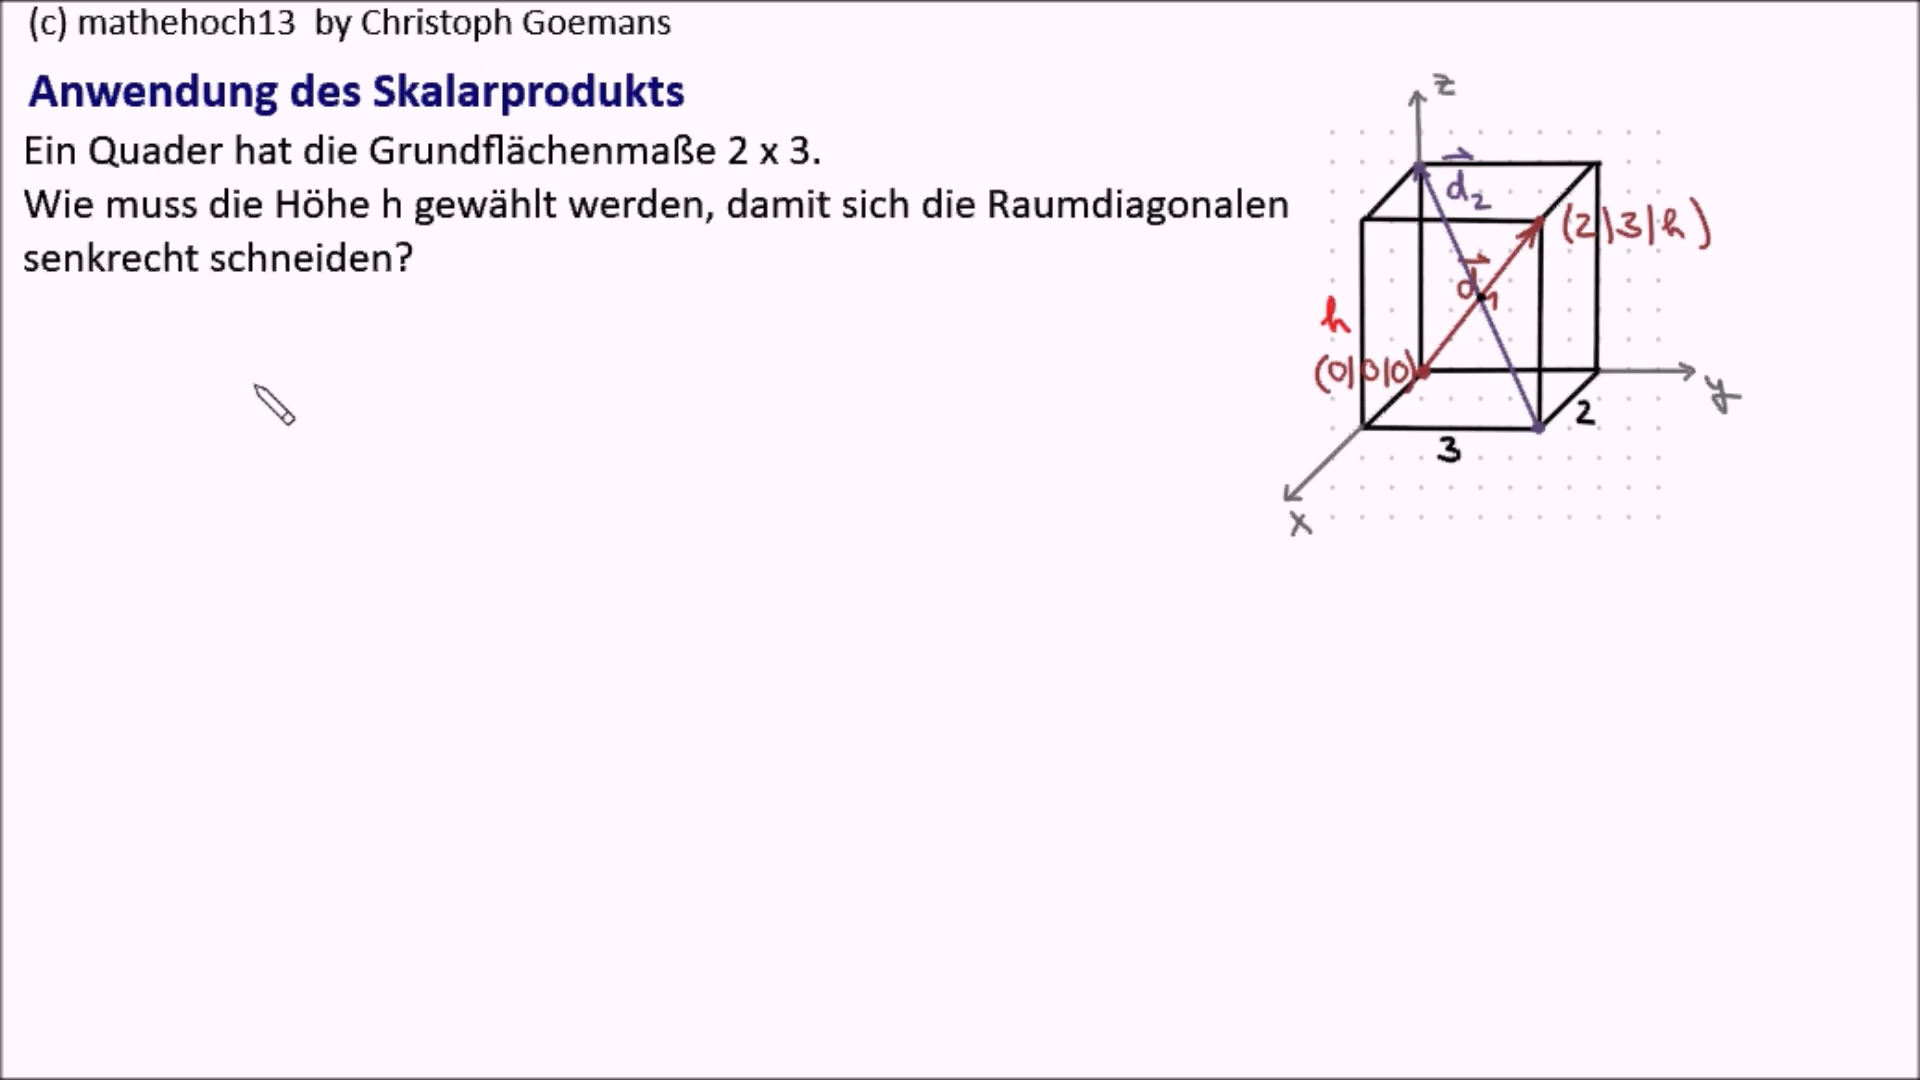 (c) mathehoch13 by Christoph Goemans
Anwendung des Skalarprodukts
Ein Quader hat die Grundflächenmaße 2 x 3.
Wie muss die Höhe h gewählt werden, damit sich die Raumdiagonalen
senkrecht schneiden?
z
d₂
(2|3|h)
d₁
h
(0|0|0)
y
2
3
x